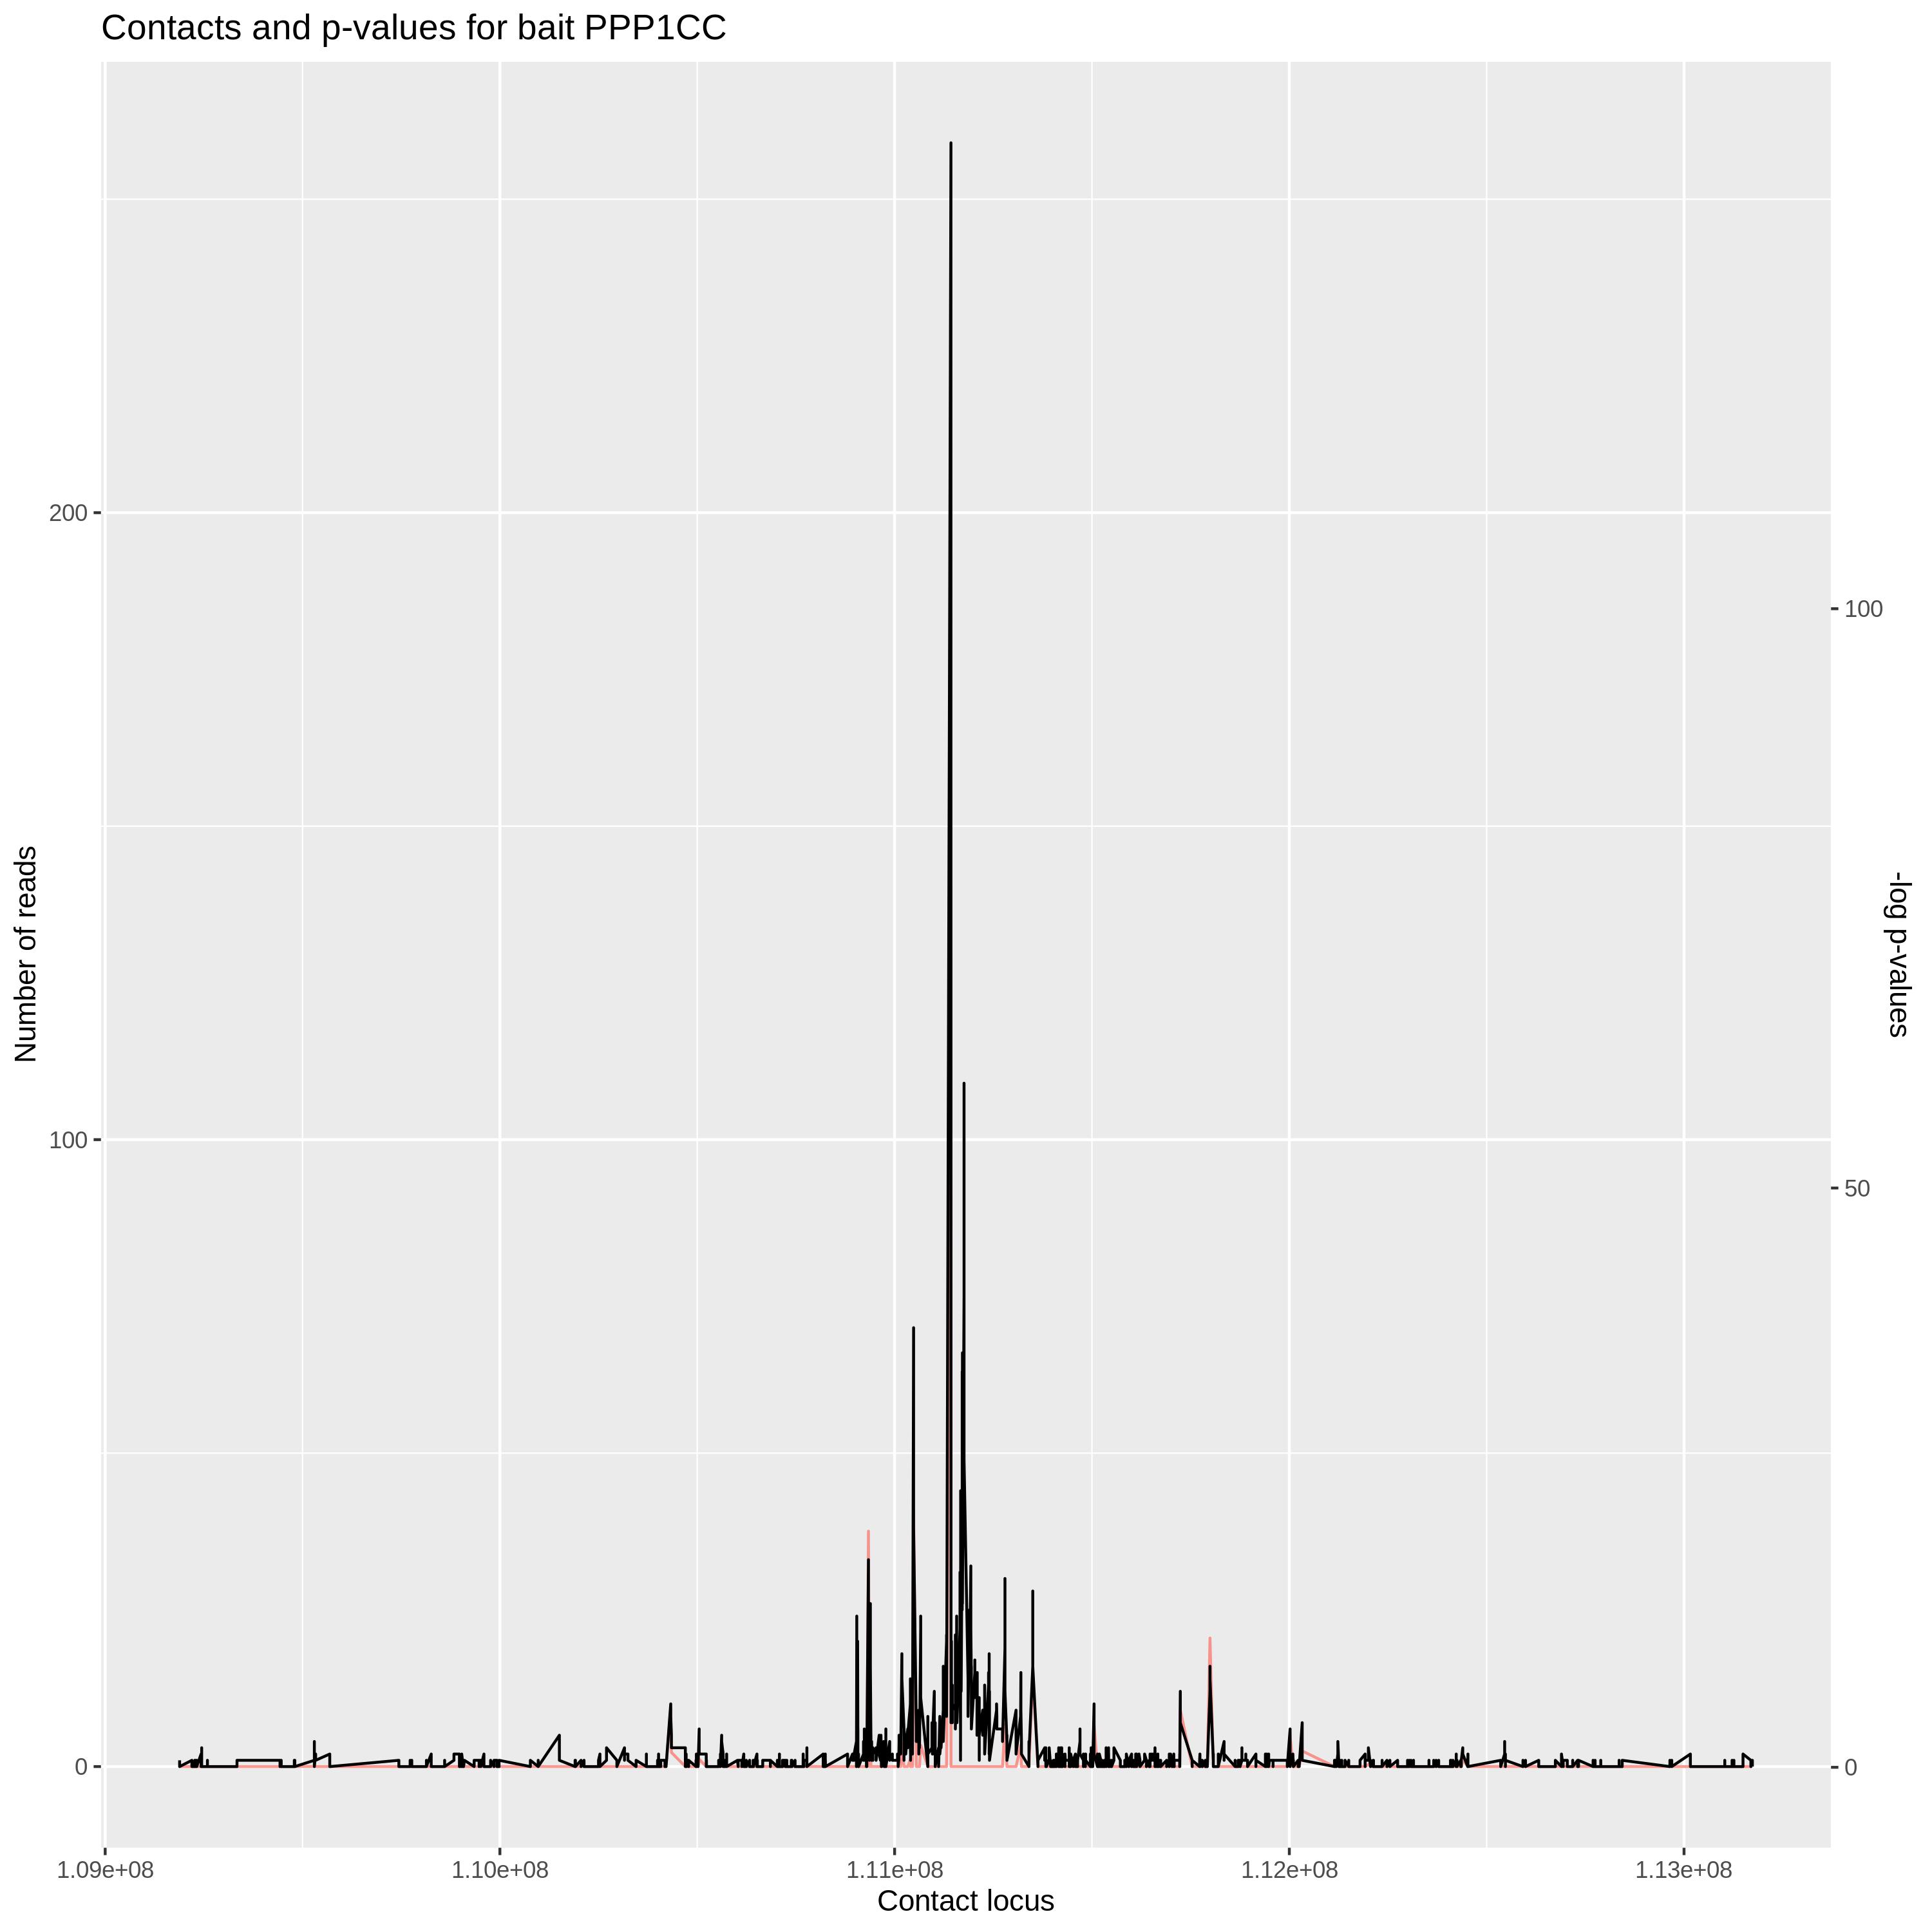 Contacts and p-values for bait PPP1CC
Number of reads
200
100
0
100
50
0
-log p-values
1.09e+08 1.10e+08 1.11e+08 1.12e+08 1.13e+08
Contact locus